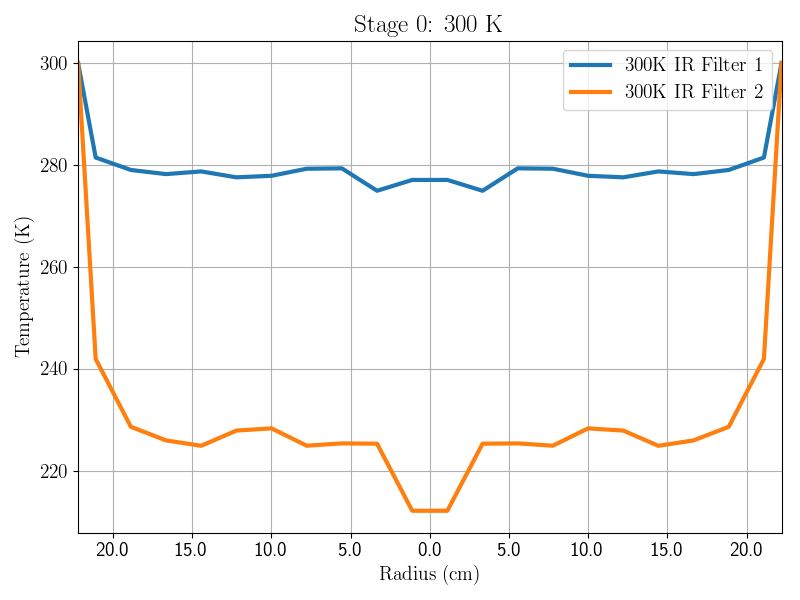 Stage 0: 300 K
300K IR Filter 1
300K IR Filter 2
Temperature (K)
300
280
260
240
220
20.0 15.0 10.0 5.0 0.0 5.0 10.0 15.0 20.0
Radius (cm)